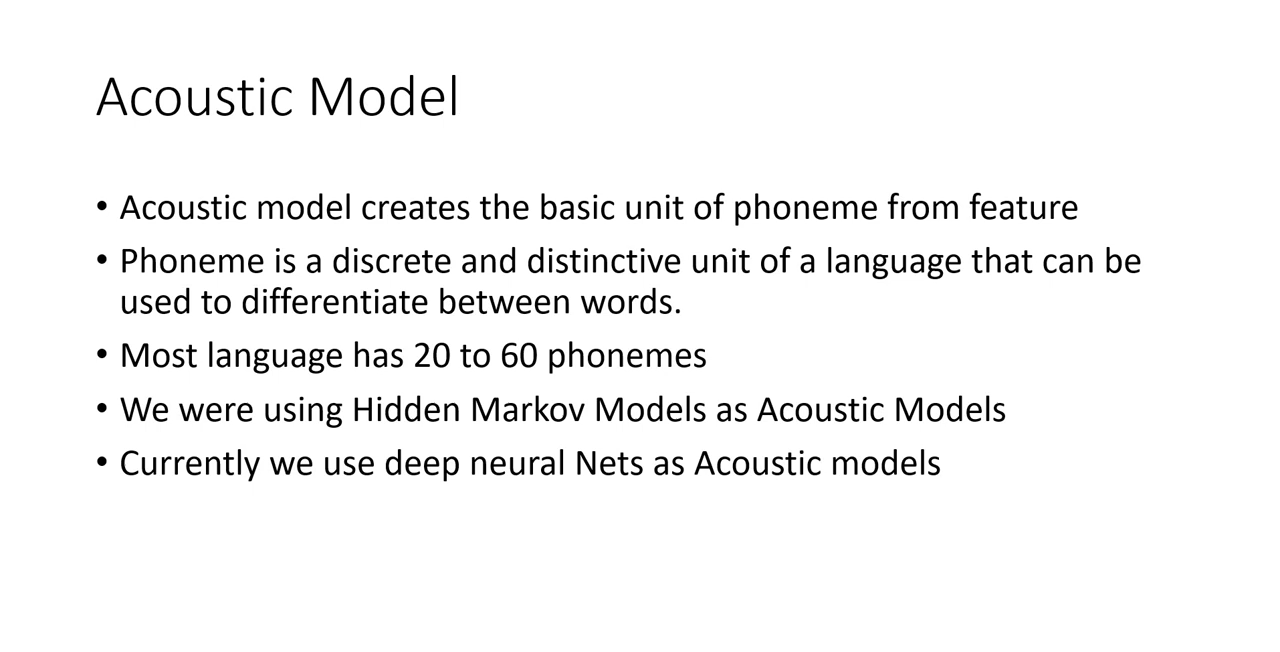 Acoustic Model
• Acoustic model creates the basic unit of phoneme from feature
• Phoneme is a discrete and distinctive unit of a language that can be
used to differentiate between words.
• Most language has 20 to 60 phonemes
• We were using Hidden Markov Models as Acoustic Models
• Currently we use deep neural Nets as Acoustic models